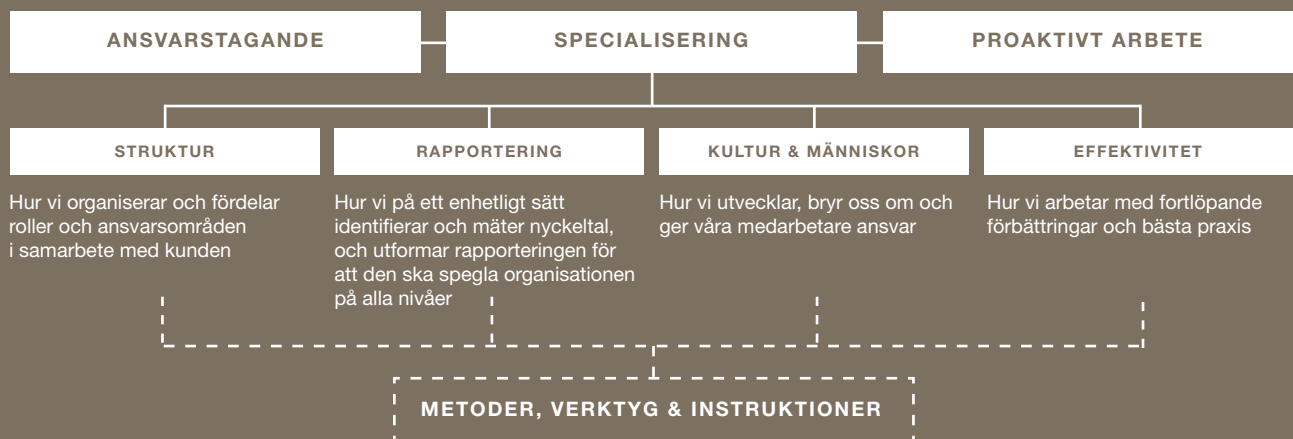 ANSVARSTAGANDE
SPECIALISERING
PROAKTIVT ARBETE
STRUKTUR
Hur vi organiserar och fördelar
roller och ansvarsområden
i samarbete med kunden
RAPPORTERING
Hur vi på ett enhetligt sätt
identifierar och mäter nyckeltal,
och utformar rapporteringen för
att den ska spegla organisationen
på alla nivåer
KULTUR & MÄNNISKOR
Hur vi utvecklar, bryr oss om och
ger våra medarbetare ansvar
EFFEKTIVITET
Hur vi arbetar med fortlöpande
förbättringar och bästa praxis
METODER, VERKTYG & INSTRUKTIONER